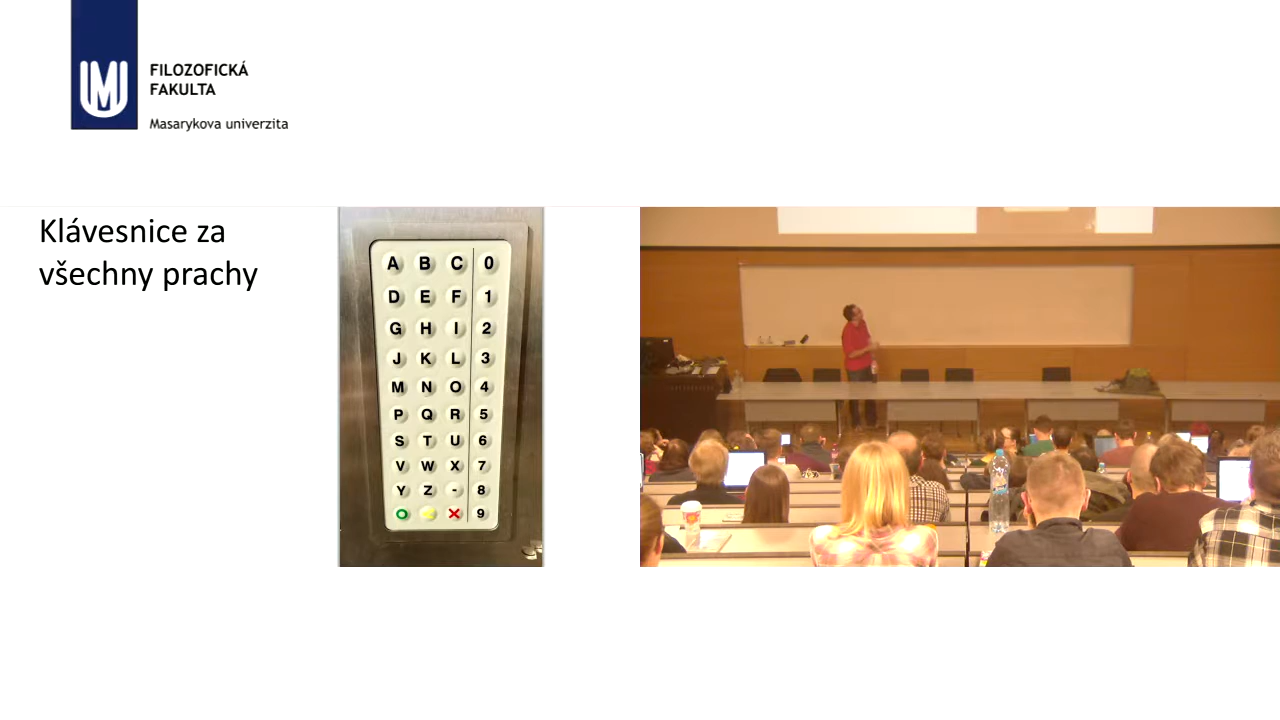 FILOZOFICKÁ
FAKULTA
Masarykova univerzita
Klávesnice za
všechny prachy
A B C 0
D E F 1
G H I 2
J K L 3
M N O 4
P Q R 5
S T U 6
V W X 7
Y Z - 8
9